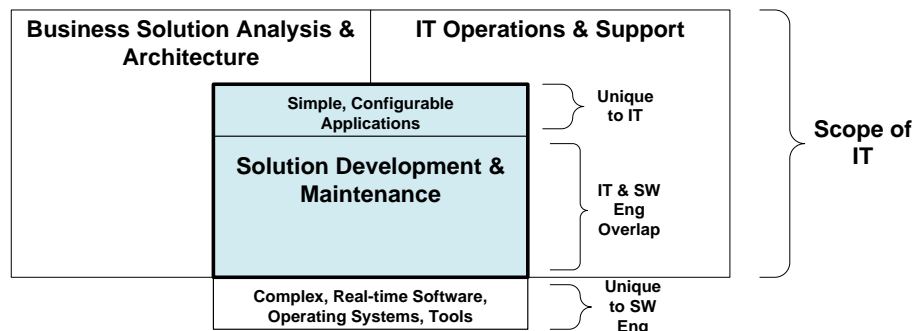 Business Solution Analysis &
Architecture
IT Operations & Support
Simple, Configurable
Applications
Unique
to IT
Scope of
IT
Solution Development &
Maintenance
IT & SW
Eng
Overlap
Complex, Real-time Software,
Operating Systems, Tools
Unique
to SW
Eng